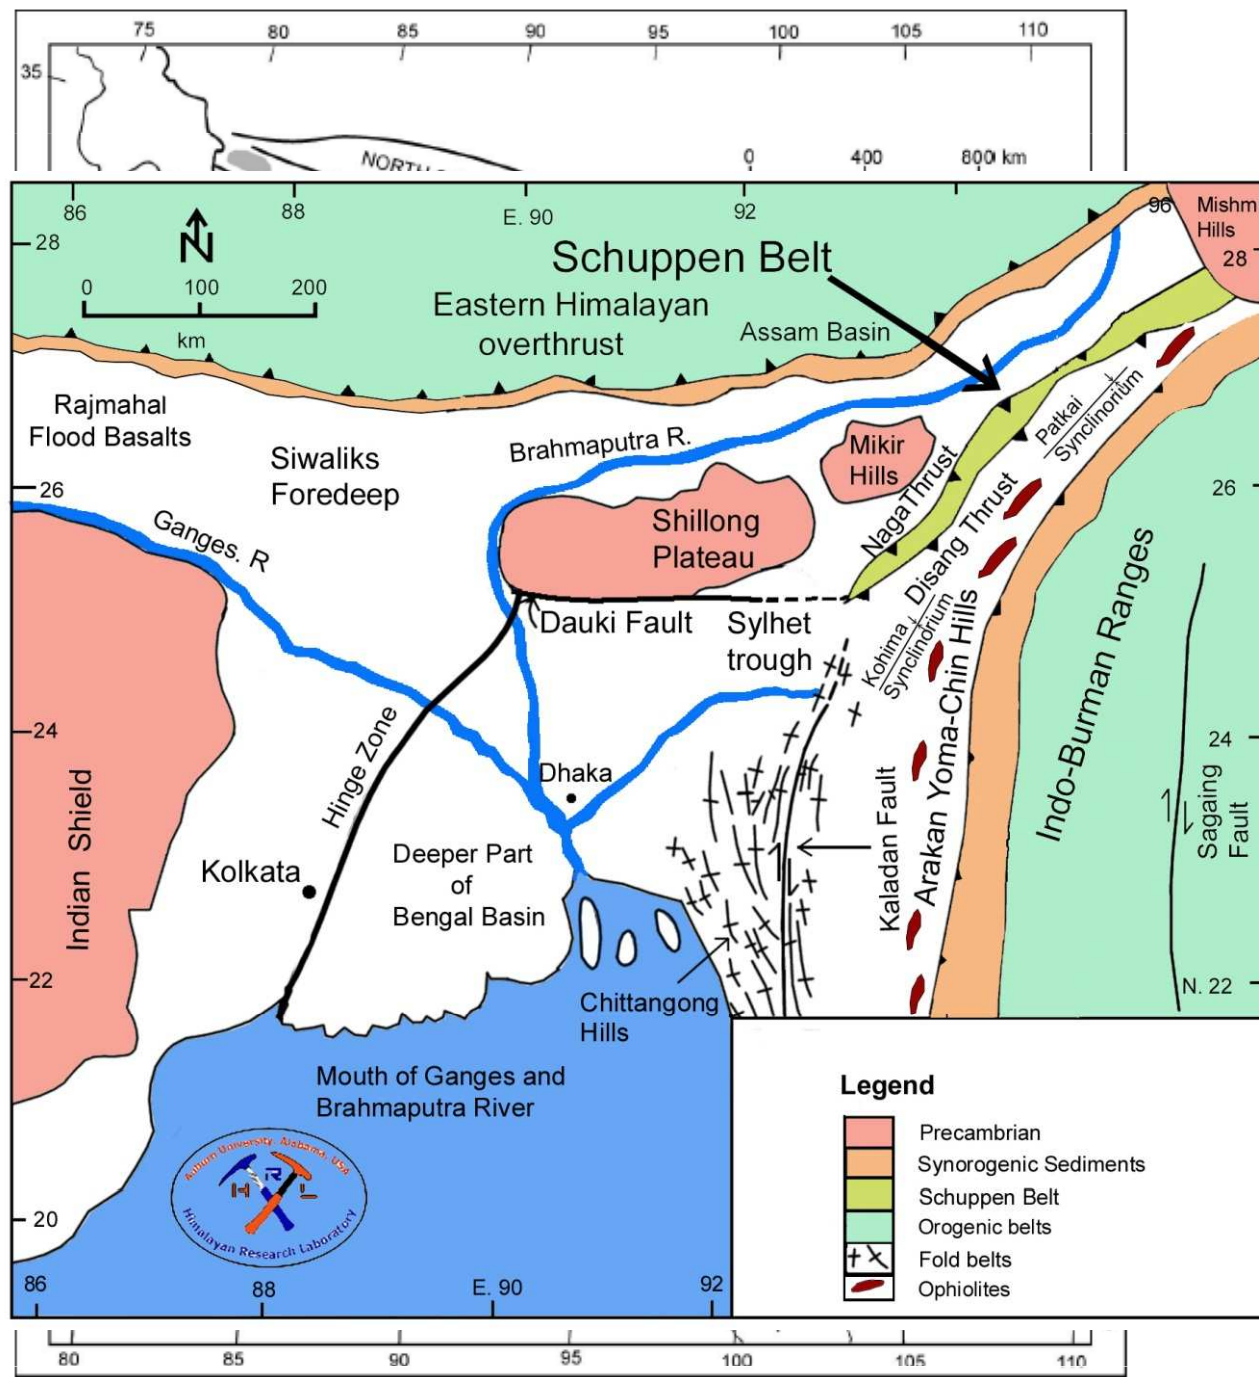 75 80 85 90 95 100 105 110
35
NORTH
0 400 800 km
86 88 E. 90 92 96
Mishm
Hills
28
28
N
0 100 200
km
Schuppen Belt
Eastern Himalayan
overthrust
Assam Basin
Rajmahal
Flood Basalts
Siwaliks
Foredeep
Brahmaputra R.
Mikir
Hills
Patkai
Synclinorium
26
26
Ganges. R
Shillong
Plateau
NagaThrust
Disang Thrust
Dauki Fault
Sylhet
trough
Kohima
Synclinorium
Arakan Yoma-Chin Hills
Indo-Burman Ranges
24
24
Hinge Zone
Dhaka
Kaladan Fault
Sagaing
Fault
Indian Shield
Kolkata
Deeper Part
of
Bengal Basin
22
N. 22
Chittangong
Hills
Mouth of Ganges and
Brahmaputra River
Auburn University, Alabama, USA
H R L
Himalayan Research Laboratory
20
86 88 E. 90 92
Legend
Precambrian
Synorogenic Sediments
Schuppen Belt
Orogenic belts
Fold belts
Ophiolites
80 85 90 95 100 105 110